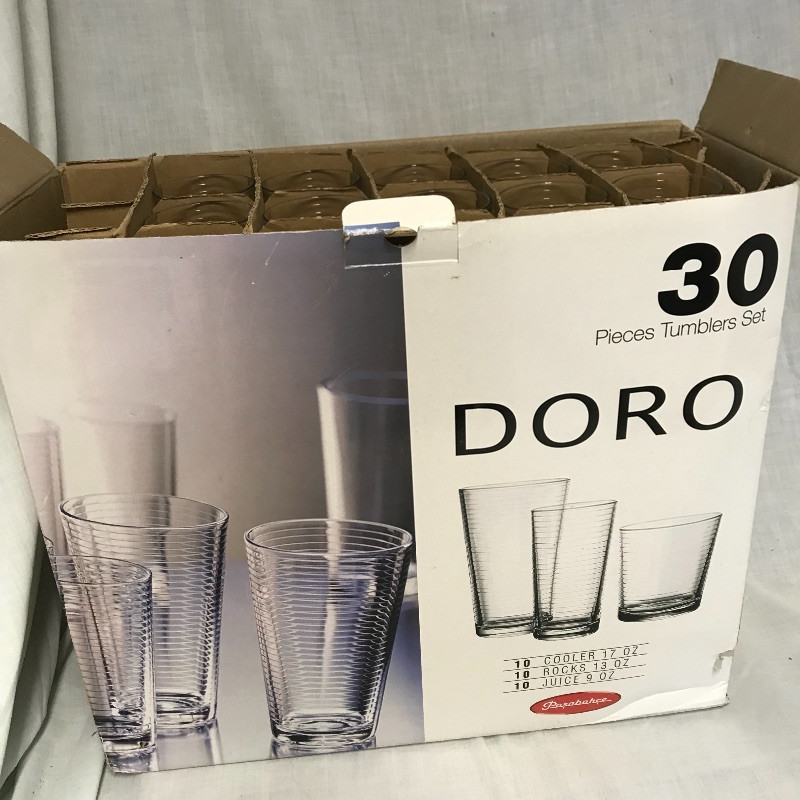 30
Pieces Tumblers Set
DORO
10 COOLER 17 OZ
10 ROCKS 13 OZ
10 JUICE 9 OZ
Paşabahçe